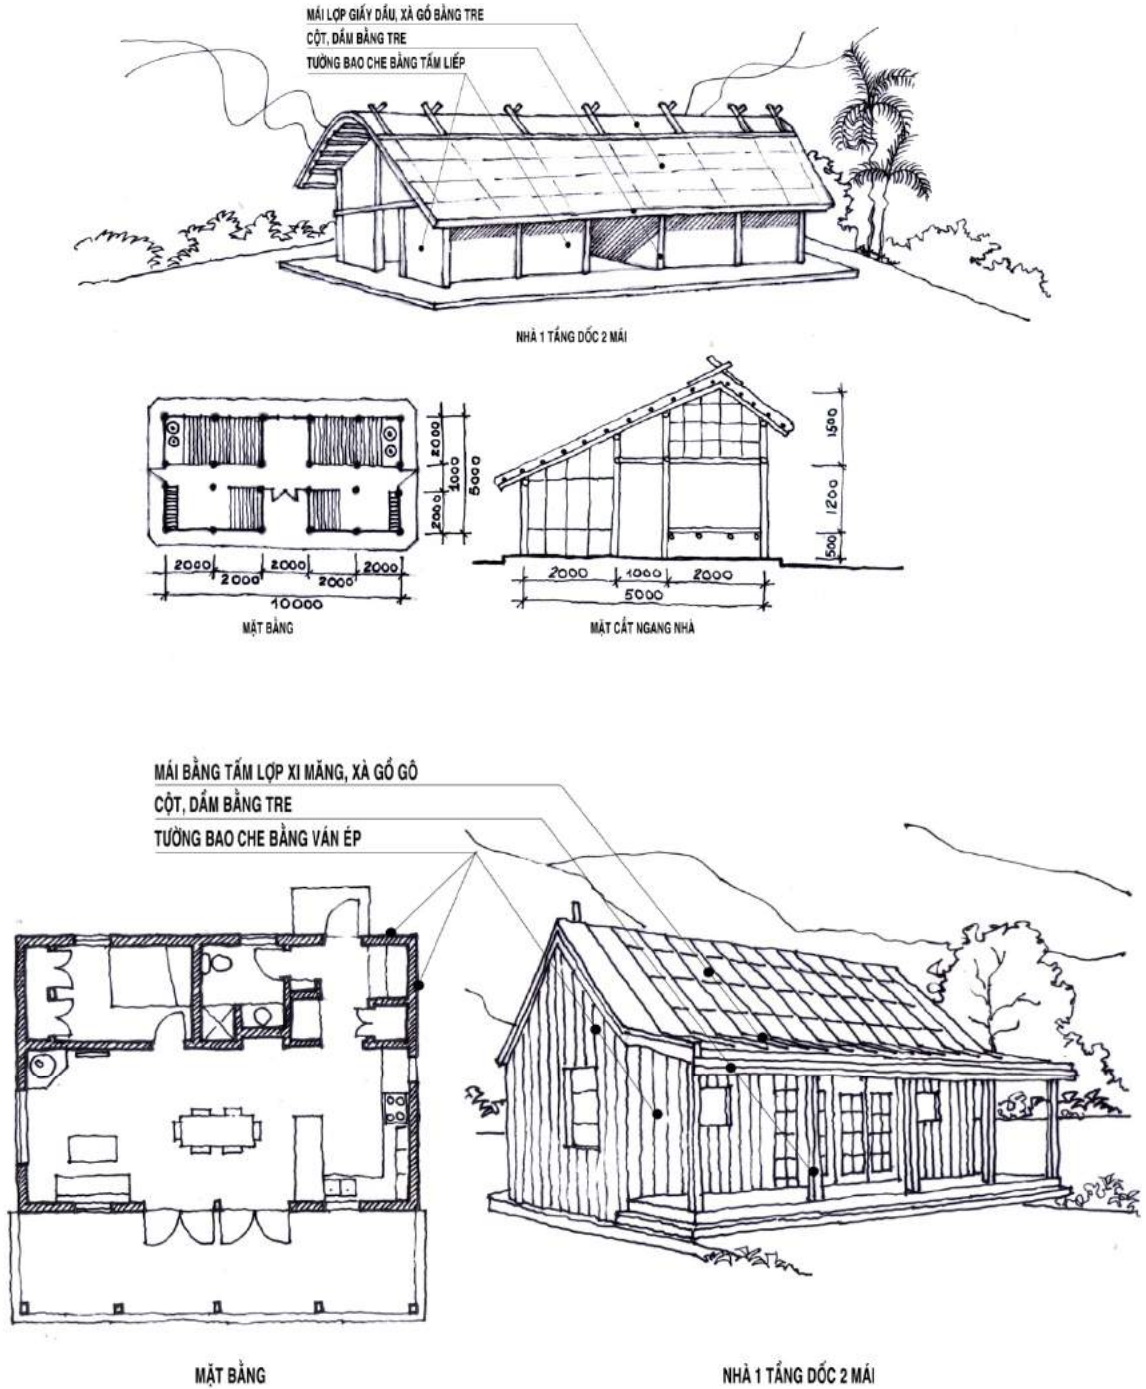 MÁI LỢP GIẤY DẦU, XÀ GỒ BẰNG TRE
CỘT, DẦM BẰNG TRE
TƯỜNG BAO CHE BẰNG TẤM LIẾP
NHÀ 1 TẦNG DỐC 2 MÁI
2000
1000
2000
5000
2000
2000
2000
2000
2000
10000
MẶT BẰNG
1500
1200
500
2000
1000
2000
5000
MẶT CẮT NGANG NHÀ
MÁI BẰNG TẤM LỢP XI MĂNG, XÀ GỒ GÔ
CỘT, DẦM BẰNG TRE
TƯỜNG BAO CHE BẰNG VÁN ÉP
MẶT BẰNG
NHÀ 1 TẦNG DỐC 2 MÁI